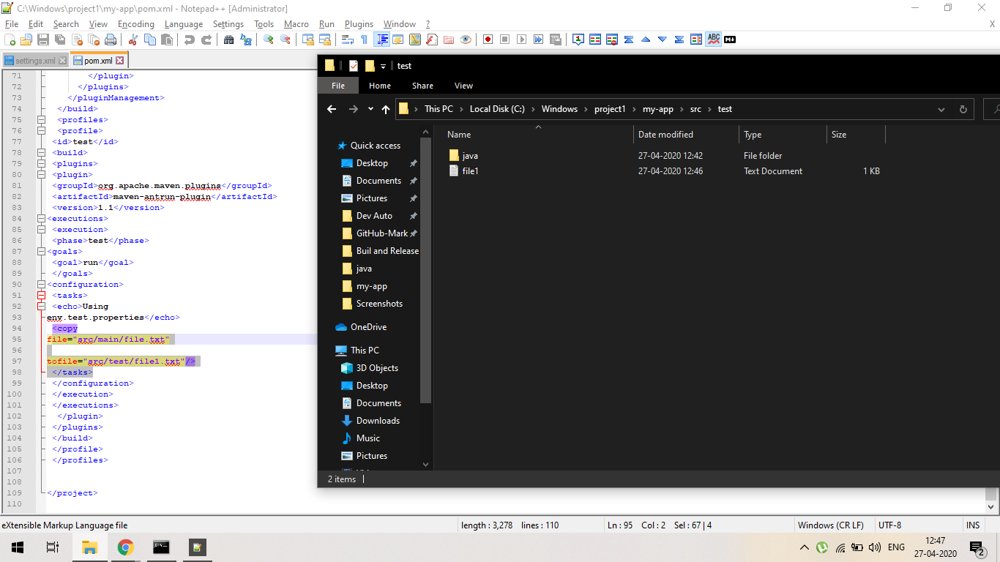 C:\Windows\project1\my-app\pom.xml - Notepad++ [Administrator]
File Edit Search View Encoding Language Settings Tools Macro Run Plugins Window ? X
settings.xml pom.xml
71 </plugin>
72 </plugins>
73 </pluginManagement>
74 </build>
75 <profiles>
76 <profile>
77 <id>test</id>
78 <build>
79 <plugins>
80 <plugin>
81 <groupId>org.apache.maven.plugins</groupId>
82 <artifactId>maven-antrun-plugin</artifactId>
83 <version>1.1</version>
84 <executions>
85 <execution>
86 <phase>test</phase>
87 <goals>
88 <goal>run</goal>
89 </goals>
90 <configuration>
91 <tasks>
92 <echo>Using
93 env.test.properties</echo>
94 <copy
95 file="src/main/file.txt"
96
97 tofile="src/test/file1.txt"/>
98 </tasks>
99 </configuration>
100 </execution>
101 </executions>
102 </plugin>
103 </plugins>
104 </build>
105 </profile>
106 </profiles>
107
108
109 </project>
110
test
File Home Share View
This PC Local Disk (C:) Windows project1 my-app src test
Name Date modified Type Size
java 27-04-2020 12:42 File folder
file1 27-04-2020 12:46 Text Document 1 KB
Quick access
Desktop
Documents
Pictures
Dev Auto
GitHub-Mark
Buil and Release
java
my-app
Screenshots
OneDrive
This PC
3D Objects
Desktop
Documents
Downloads
Music
Pictures
2 items
eXtensible Markup Language file length : 3,278 lines : 110 Ln : 95 Col : 2 Sel : 67 | 4 Windows (CR LF) UTF-8 INS
ENG 12:47
27-04-2020 2